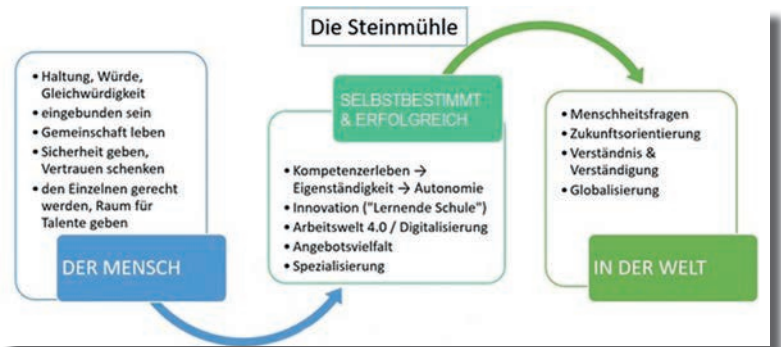 Die Steinmühle
• Haltung, Würde,
Gleichwürdigkeit
• eingebunden sein
• Gemeinschaft leben
• Sicherheit geben,
Vertrauen schenken
• den Einzelnen gerecht
werden, Raum für
Talente geben
DER MENSCH
SELBSTBESTIMMT
& ERFOLGREICH
• Kompetenzerleben →
Eigenständigkeit → Autonomie
• Innovation ("Lernende Schule")
• Arbeitswelt 4.0 / Digitalisierung
• Angebotsvielfalt
• Spezialisierung
• Menschheitsfragen
• Zukunftsorientierung
• Verständnis &
Verständigung
• Globalisierung
IN DER WELT